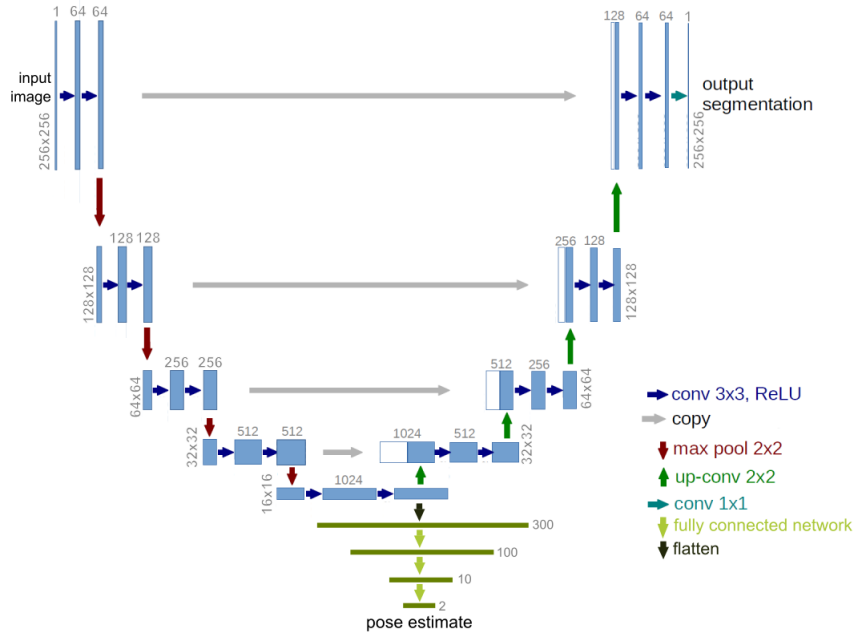 1 64 64
input
image
256x256
128 64 64 1
output
segmentation
256x256
128 128
128x128
256 128
128x128
256 256
64x64
512 256
64x64
512 512
32x32
1024 512
32x32
1024
16x16
300
100
10
2
pose estimate
conv 3x3, ReLU
copy
max pool 2x2
up-conv 2x2
conv 1x1
fully connected network
flatten